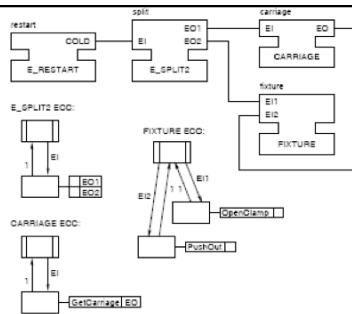 restart
COLD
E_RESTART
split
EO1
EI
EO2
E_SPLIT2
carriage
EI
EO
CARRIAGE
fixture
EI1
EI2
FIXTURE
E_SPLIT2 ECC:
1
EI
EO1
EO2
FIXTURE ECC:
EI2
1
1
EI1
OpenClamp
PushOut
CARRIAGE ECC:
1
EI
GetCarriage
EO